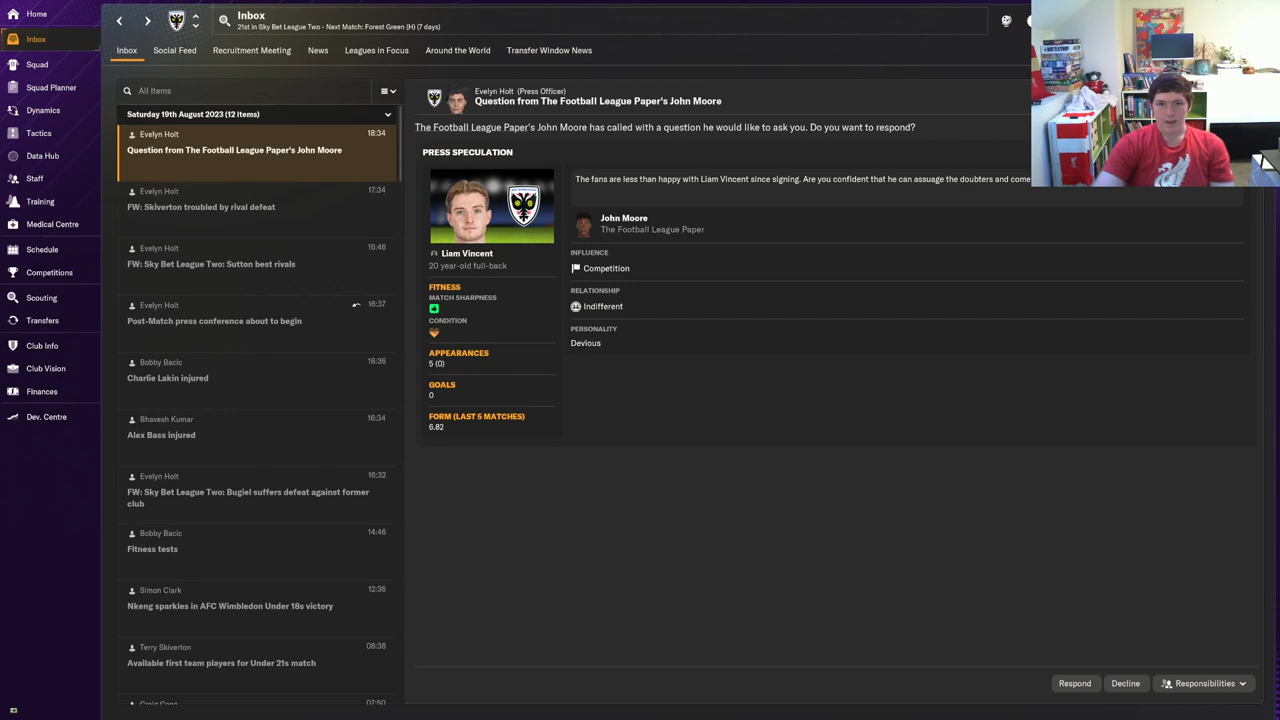 Home
Inbox
Squad
Squad Planner
Dynamics
Tactics
Data Hub
Staff
Training
Medical Centre
Schedule
Competitions
Scouting
Transfers
Club Info
Club Vision
Finances
Dev. Centre
Inbox
21st in Sky Bet League Two - Next Match: Forest Green (H) (7 days)
Inbox Social Feed Recruitment Meeting News Leagues in Focus Around the World Transfer Window News
All Items
Saturday 19th August 2023 (12 items)
Evelyn Holt 18:34
Question from The Football League Paper's John Moore
Evelyn Holt 17:34
FW: Skiverton troubled by rival defeat
Evelyn Holt 16:46
FW: Sky Bet League Two: Sutton best rivals
Evelyn Holt 16:37
Post-Match press conference about to begin
Bobby Bacic 16:36
Charlie Lakin injured
Bhavesh Kumar 16:34
Alex Bass injured
Evelyn Holt 16:32
FW: Sky Bet League Two: Bugiel suffers defeat against former
club
Bobby Bacic 14:46
Fitness tests
Simon Clark 12:36
Nkeng sparkles in AFC Wimbledon Under 18s victory
Terry Skiverton 08:38
Available first team players for Under 21s match
07:50
Evelyn Holt (Press Officer)
Question from The Football League Paper's John Moore
The Football League Paper's John Moore has called with a question he would like to ask you. Do you want to respond?
PRESS SPECULATION
Liam Vincent
20 year-old full-back
FITNESS
MATCH SHARPNESS
CONDITION
APPEARANCES
5 (0)
GOALS
0
FORM (LAST 5 MATCHES)
6.82
The fans are less than happy with Liam Vincent since signing. Are you confident that he can assuage the doubters and come
John Moore
The Football League Paper
INFLUENCE
Competition
RELATIONSHIP
Indifferent
PERSONALITY
Devious
Respond Decline Responsibilities